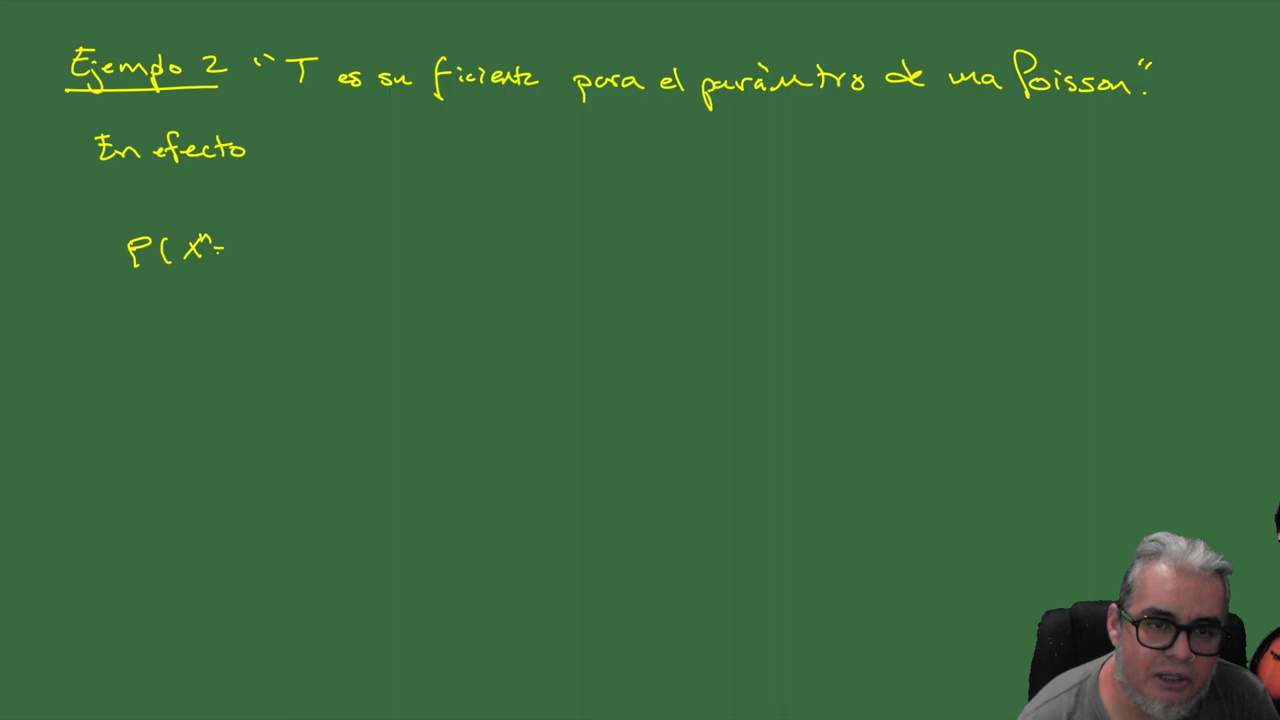 Ejemplo 2 "T es suficiente para el parámetro de una Poisson".
En efecto
P( Xⁿ=